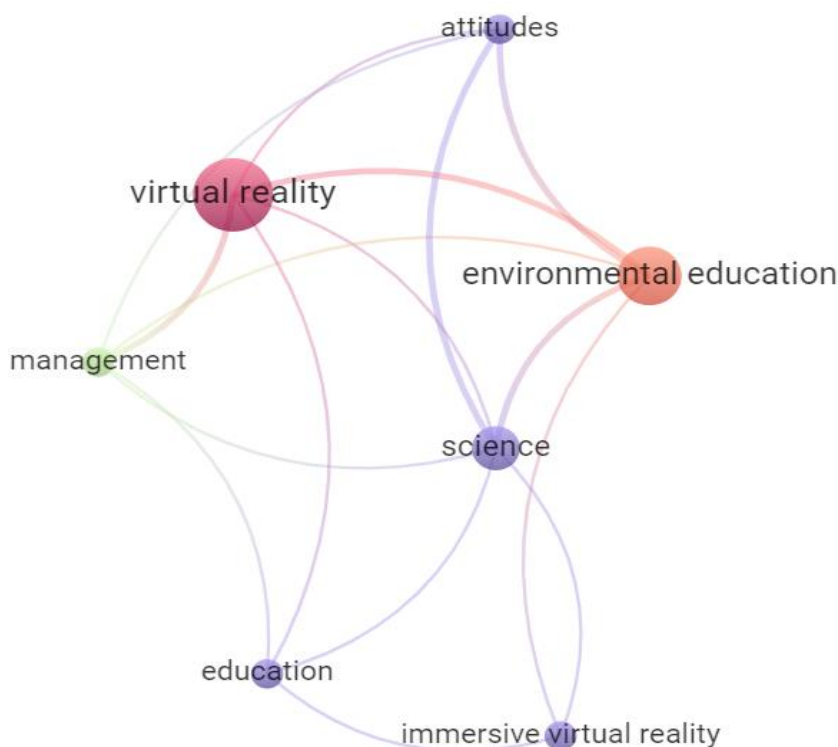 attitudes
virtual reality
environmental education
management
science
education
immersive virtual reality